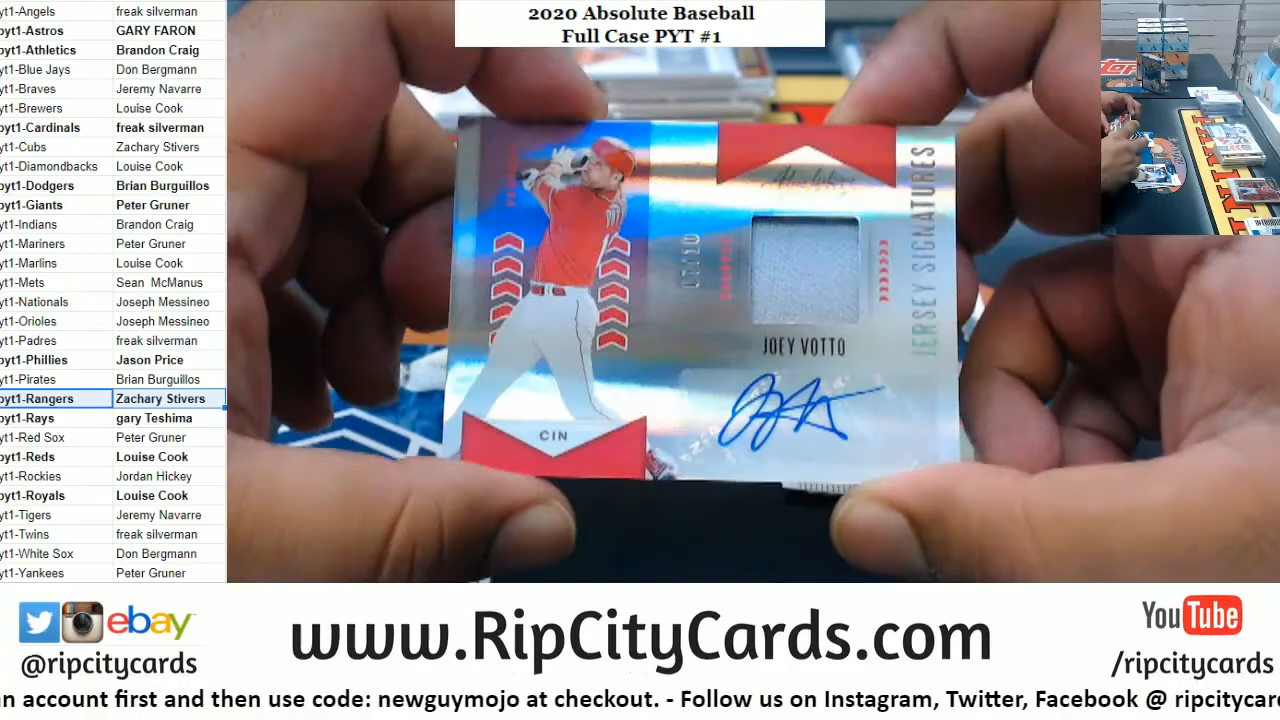 2020 Absolute Baseball
Full Case PYT #1
yt1-Angels freak silverman
pyt1-Astros GARY FARON
pyt1-Athletics Brandon Craig
yt1-Blue Jays Don Bergmann
yt1-Braves Jeremy Navarre
yt1-Brewers Louise Cook
pyt1-Cardinals freak silverman
yt1-Cubs Zachary Stivers
yt1-Diamondbacks Louise Cook
pyt1-Dodgers Brian Burguillos
pyt1-Giants Peter Gruner
yt1-Indians Brandon Craig
yt1-Mariners Peter Gruner
yt1-Marlins Louise Cook
yt1-Mets Sean McManus
yt1-Nationals Joseph Messineo
yt1-Orioles Joseph Messineo
yt1-Padres freak silverman
pyt1-Phillies Jason Price
yt1-Pirates Brian Burguillos
pyt1-Rangers Zachary Stivers
pyt1-Rays gary Teshima
yt1-Red Sox Peter Gruner
pyt1-Reds Louise Cook
yt1-Rockies Jordan Hickey
pyt1-Royals Louise Cook
yt1-Tigers Jeremy Navarre
yt1-Twins freak silverman
yt1-White Sox Don Bergmann
yt1-Yankees Peter Gruner
JERSEY SIGNATURES
JOEY VOTTO
CIN
ebay
@ripcitycards
www.RipCityCards.com
YouTube
/ripcitycards
n account first and then use code: newguymojo at checkout. - Follow us on Instagram, Twitter, Facebook @ ripcitycar